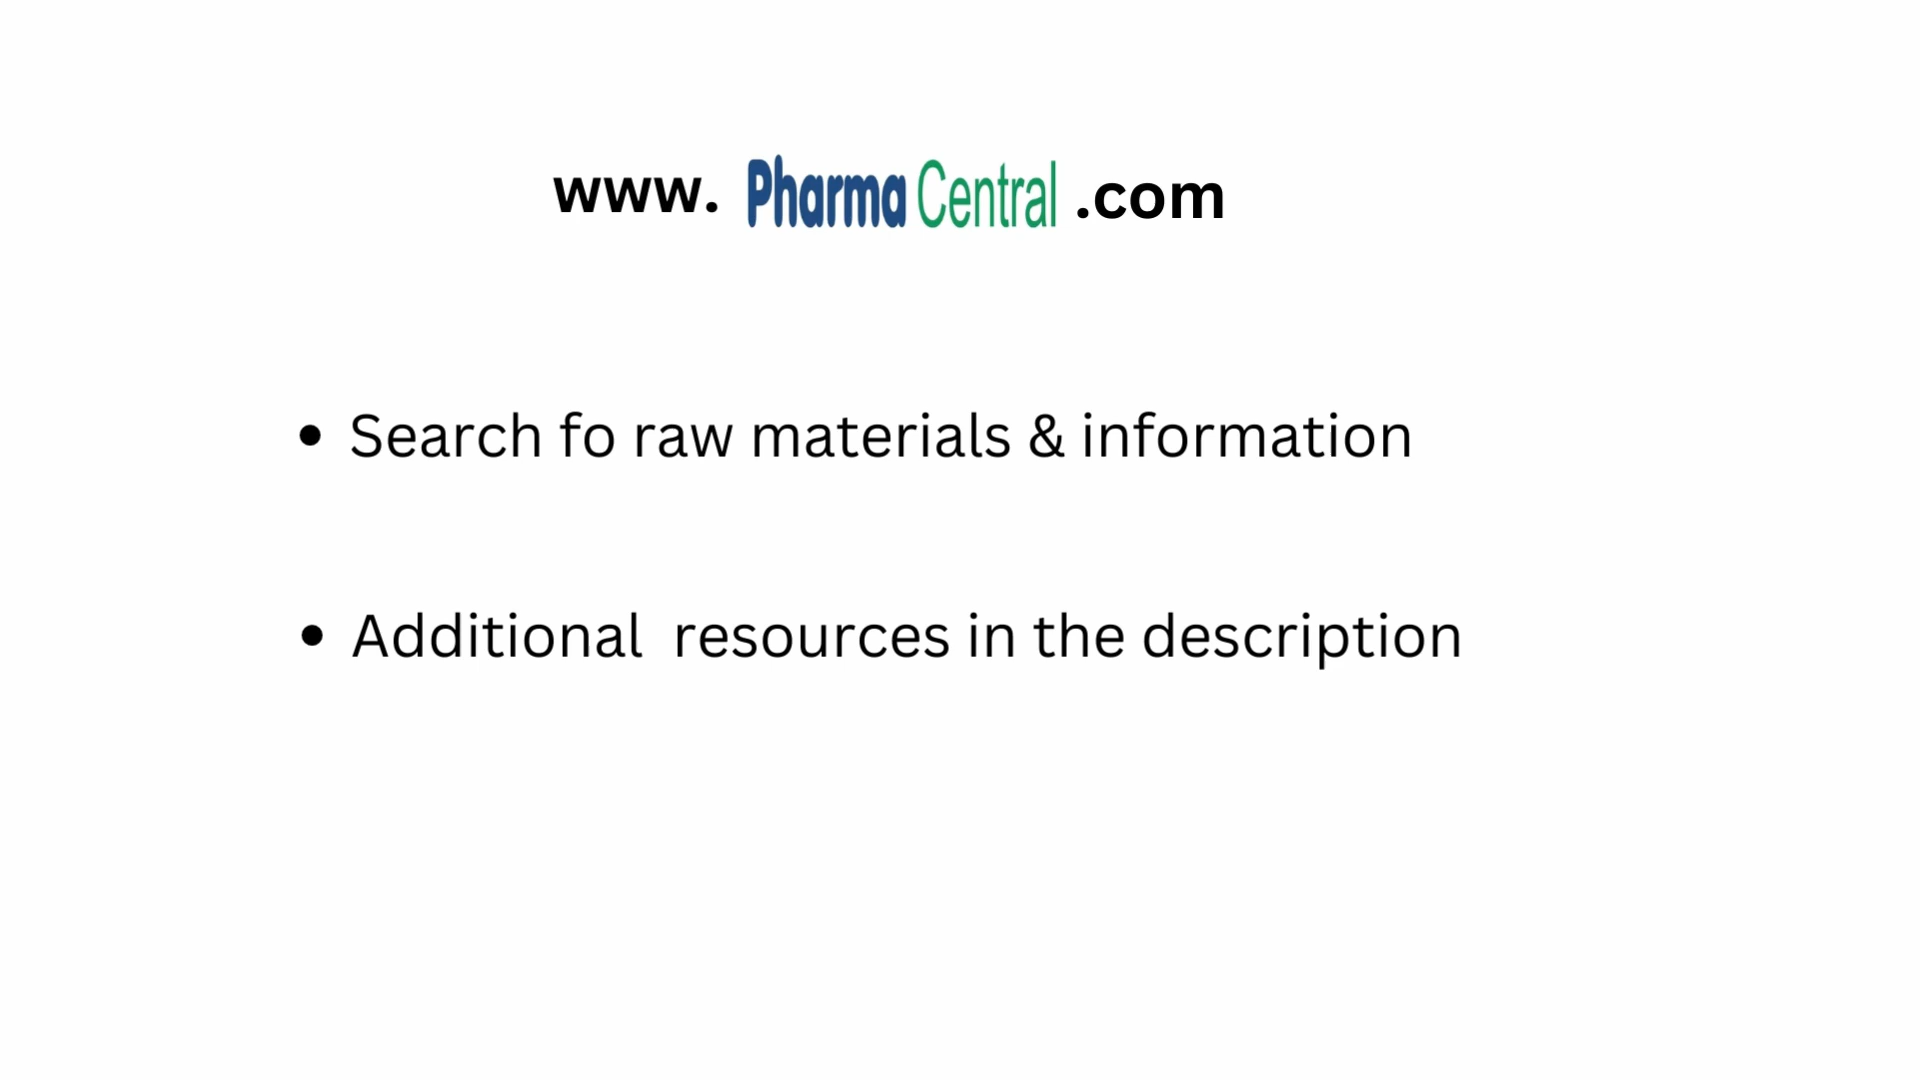 www. Pharma Central .com
• Search fo raw materials & information
• Additional  resources in the description